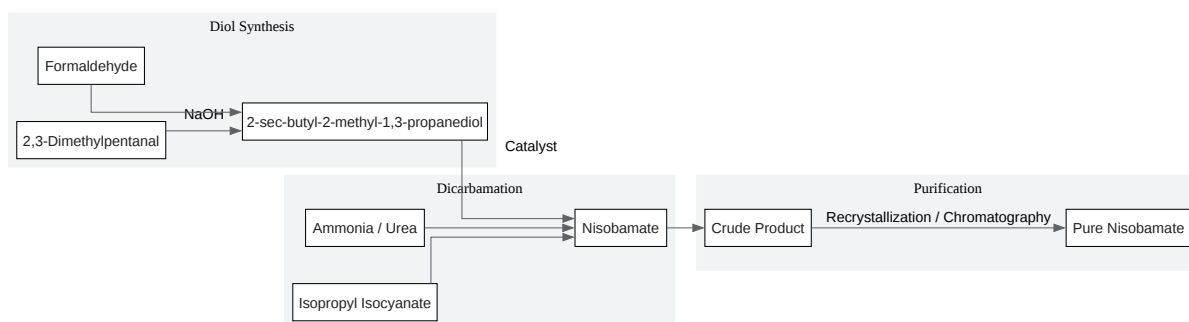 Diol Synthesis
Formaldehyde
NaOH
2,3-Dimethylpentanal
2-sec-butyl-2-methyl-1,3-propanediol
Catalyst
Dicarbamation
Ammonia / Urea
Isopropyl Isocyanate
Nisobamate
Purification
Crude Product
Recrystallization / Chromatography
Pure Nisobamate